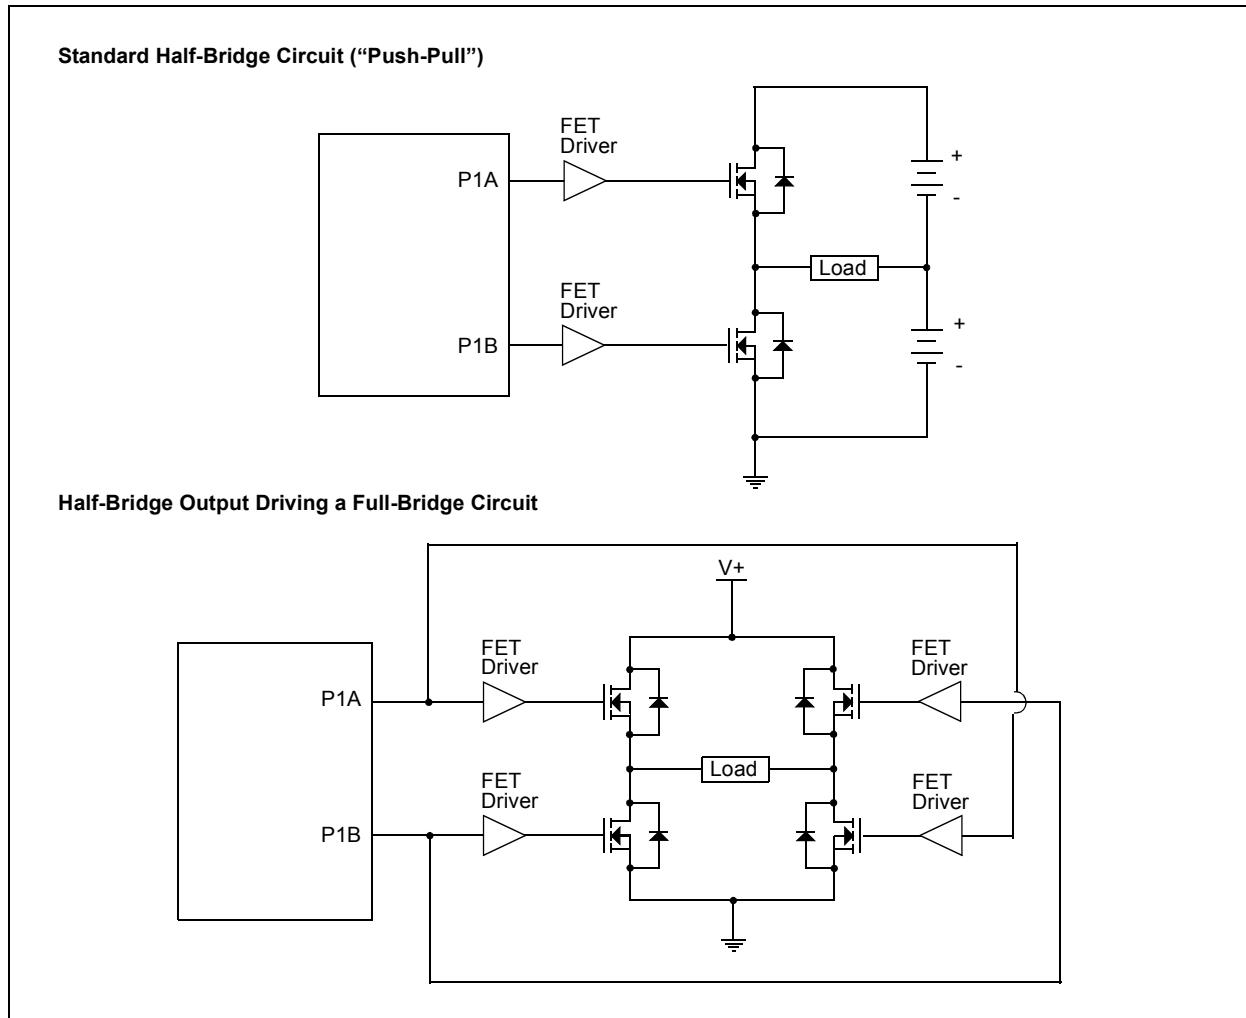 Standard Half-Bridge Circuit (“Push-Pull”)
FET
Driver
P1A
+
-
Load
FET
Driver
P1B
+
-
Half-Bridge Output Driving a Full-Bridge Circuit
V+
FET
Driver
FET
Driver
P1A
Load
FET
Driver
FET
Driver
P1B